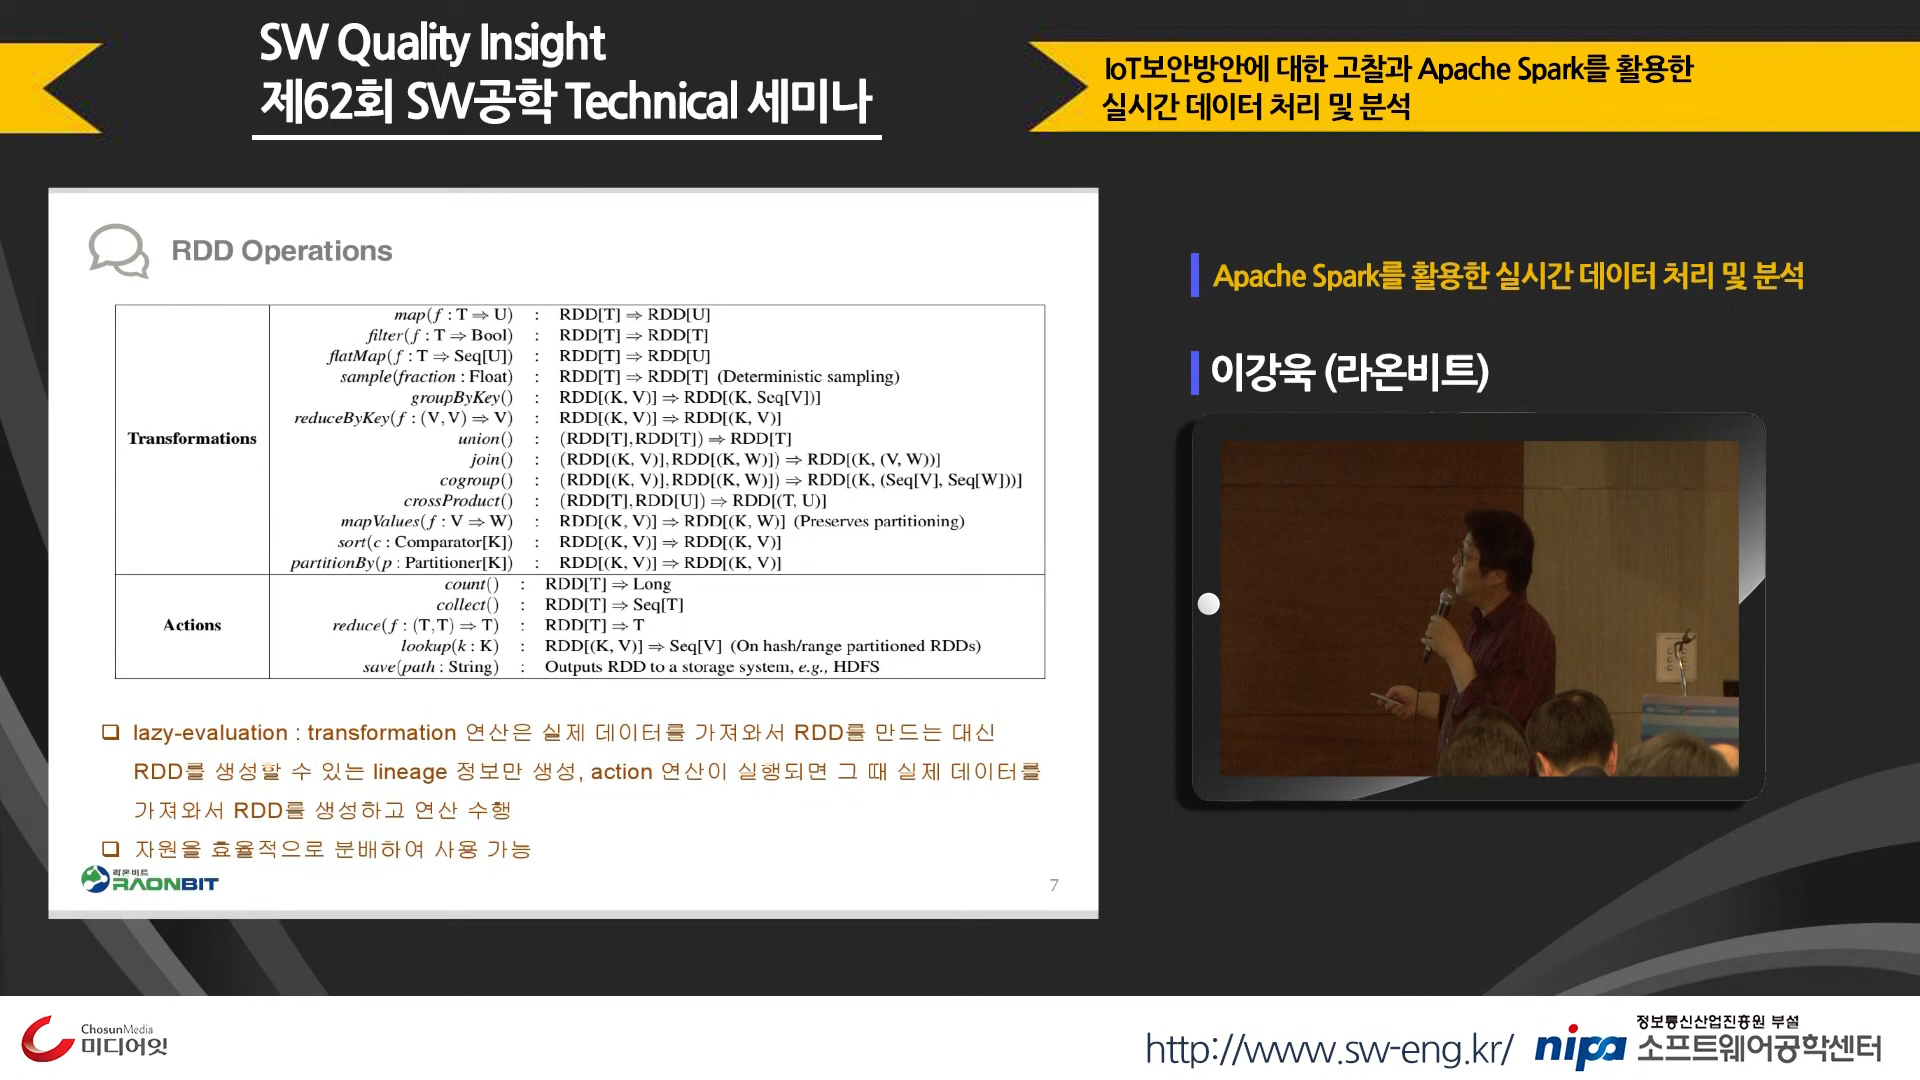 SW Quality Insight
제62회 SW공학 Technical 세미나
IoT보안방안에 대한 고찰과 Apache Spark를 활용한
실시간 데이터 처리 및 분석
RDD Operations
Transformations
map(f : T ⇒ U) : RDD[T] ⇒ RDD[U]
filter(f : T ⇒ Bool) : RDD[T] ⇒ RDD[T]
flatMap(f : T ⇒ Seq[U]) : RDD[T] ⇒ RDD[U]
sample(fraction : Float) : RDD[T] ⇒ RDD[T] (Deterministic sampling)
groupByKey() : RDD[(K, V)] ⇒ RDD[(K, Seq[V])]
reduceByKey(f : (V, V) ⇒ V) : RDD[(K, V)] ⇒ RDD[(K, V)]
union() : (RDD[T], RDD[T]) ⇒ RDD[T]
join() : (RDD[(K, V)], RDD[(K, W)]) ⇒ RDD[(K, (V, W))]
cogroup() : (RDD[(K, V)], RDD[(K, W)]) ⇒ RDD[(K, (Seq[V], Seq[W]))]
crossProduct() : (RDD[T], RDD[U]) ⇒ RDD[(T, U)]
mapValues(f : V ⇒ W) : RDD[(K, V)] ⇒ RDD[(K, W)] (Preserves partitioning)
sort(c : Comparator[K]) : RDD[(K, V)] ⇒ RDD[(K, V)]
partitionBy(p : Partitioner[K]) : RDD[(K, V)] ⇒ RDD[(K, V)]
Actions
count() : RDD[T] ⇒ Long
collect() : RDD[T] ⇒ Seq[T]
reduce(f : (T, T) ⇒ T) : RDD[T] ⇒ T
lookup(k : K) : RDD[(K, V)] ⇒ Seq[V] (On hash/range partitioned RDDs)
save(path : String) : Outputs RDD to a storage system, e.g., HDFS
❑ lazy-evaluation : transformation 연산은 실제 데이터를 가져와서 RDD를 만드는 대신
RDD를 생성할 수 있는 lineage 정보만 생성, action 연산이 실행되면 그 때 실제 데이터를
가져와서 RDD를 생성하고 연산 수행
❑ 자원을 효율적으로 분배하여 사용 가능
라온비트
RAONBIT
7
Apache Spark를 활용한 실시간 데이터 처리 및 분석
이강욱 (라온비트)
ChosunMedia
미디어잇
http://www.sw-eng.kr/
nipa
정보통신산업진흥원 부설
소프트웨어공학센터